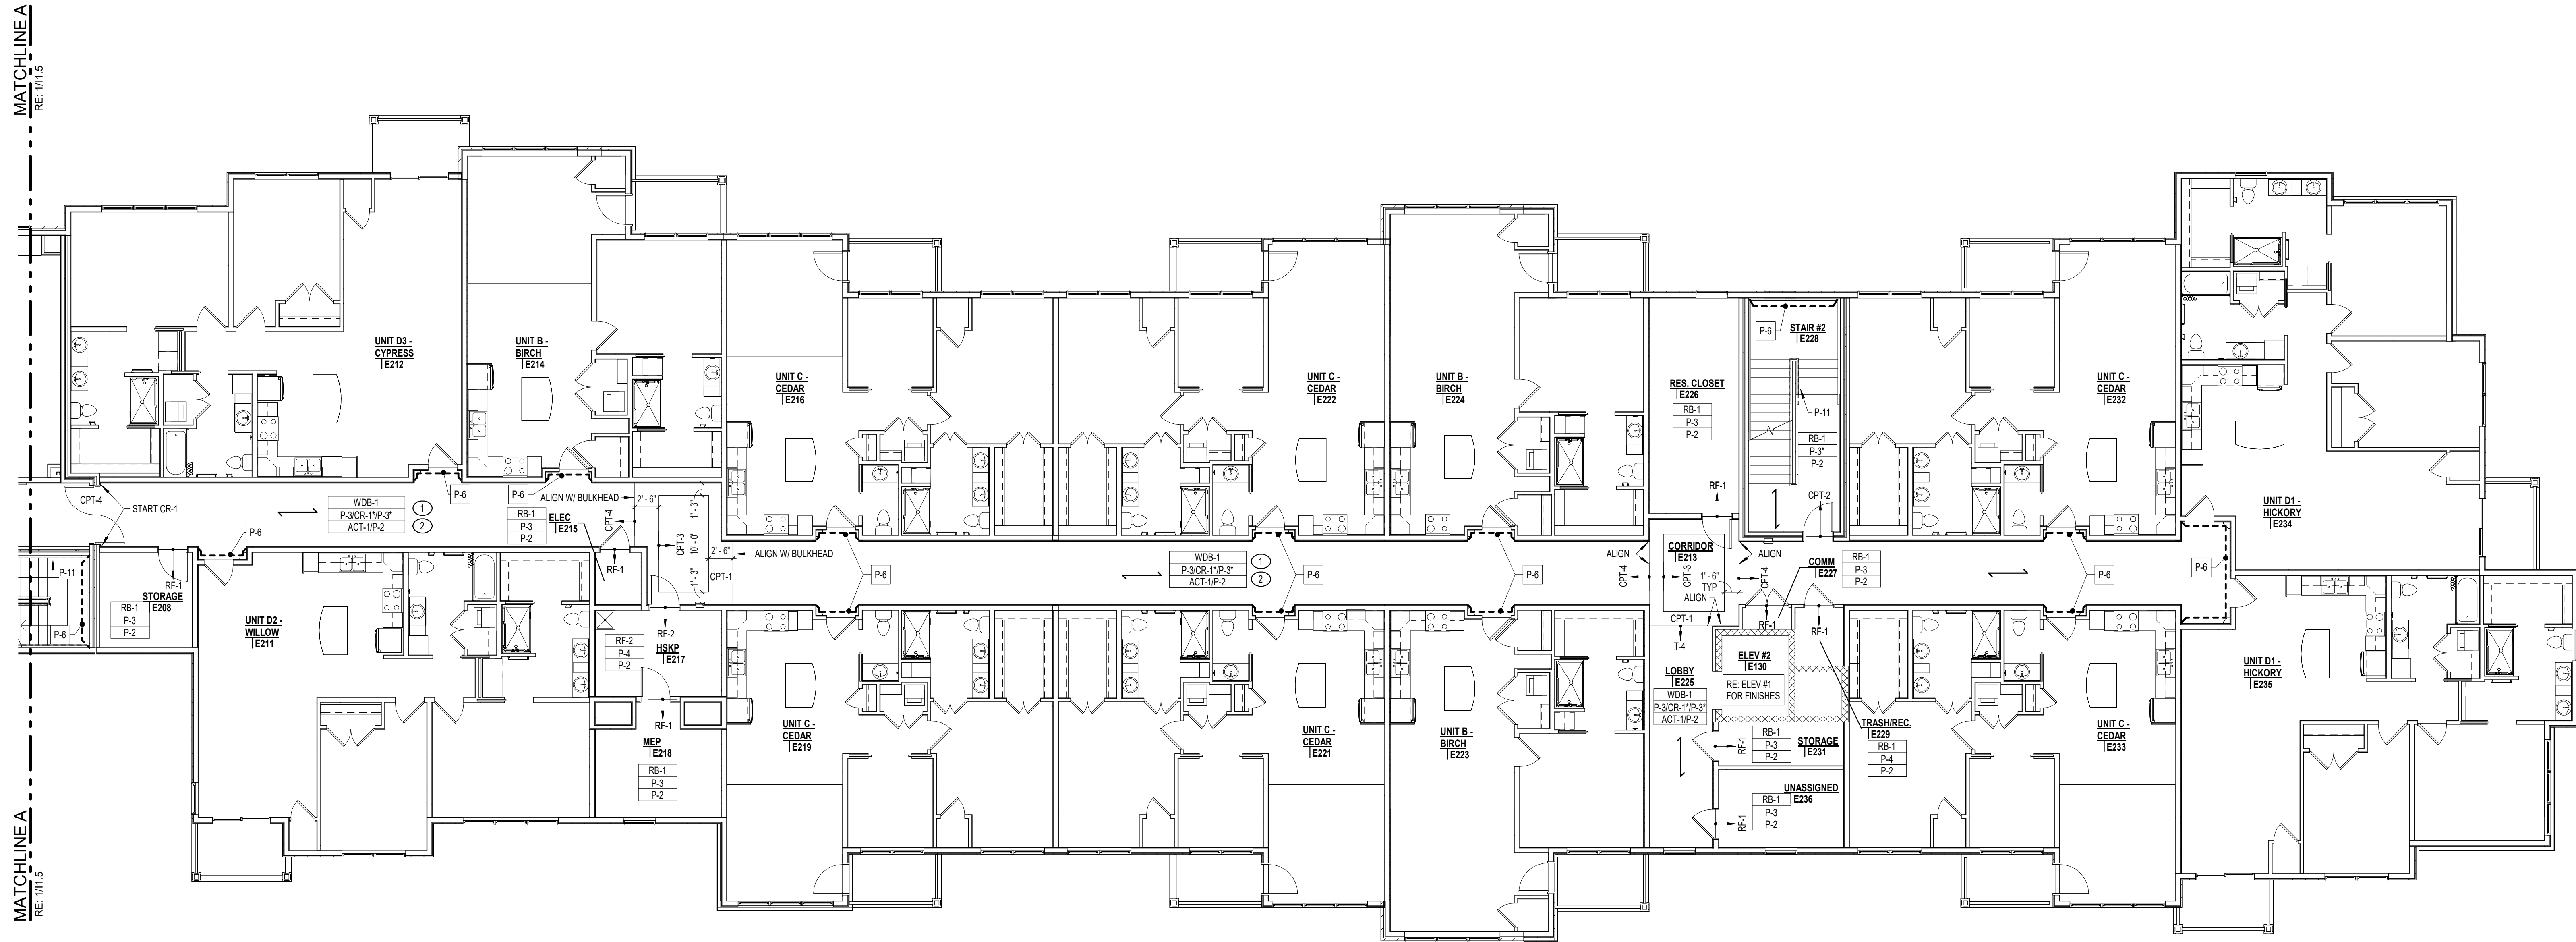 MATCHLINE A
RE: 1/I1.5
UNIT D3 -
CYPRESS
E212
UNIT B -
BIRCH
E214
UNIT C -
CEDAR
E216
UNIT C -
CEDAR
E222
UNIT B -
BIRCH
E224
RES. CLOSET
E226
RB-1
P-3
P-2
P-6
STAIR #2
E228
P-11
RB-1
P-3*
P-2
UNIT C -
CEDAR
E232
UNIT D1 -
HICKORY
E234
CPT-4
START CR-1
WDB-1
P-3/CR-1*/P-3*
ACT-1/P-2
1
2
P-6
P-6
P-6
ALIGN W/ BULKHEAD
2' - 6"
ELEC
E215
RB-1
P-3
P-2
CPT-4
RF-1
CPT-3
1' - 3"
10' - 0"
1' - 3"
2' - 6"
ALIGN W/ BULKHEAD
CPT-1
P-6
WDB-1
P-3/CR-1*/P-3*
ACT-1/P-2
1
2
P-6
P-6
RF-1
CPT-2
ALIGN
CORRIDOR
E213
ALIGN
CPT-4
CPT-3
CPT-4
1' - 6"
TYP
ALIGN
CPT-1
T-4
COMM
E227
RB-1
P-3
P-2
RF-1
RF-1
P-6
P-6
P-11
P-6
RF-1
STORAGE
E208
RB-1
P-3
P-2
UNIT D2 -
WILLOW
E211
RF-2
P-4
P-2
RF-2
HSKP
E217
RF-1
MEP
E218
RB-1
P-3
P-2
UNIT C -
CEDAR
E219
UNIT C -
CEDAR
E221
UNIT B -
BIRCH
E223
LOBBY
E225
WDB-1
P-3/CR-1*/P-3*
ACT-1/P-2
ELEV #2
E130
RE: ELEV #1
FOR FINISHES
RF-1
RB-1
P-3
P-2
STORAGE
E231
TRASH/REC.
E229
RB-1
P-4
P-2
RF-1
RB-1
P-3
P-2
UNASSIGNED
E236
UNIT C -
CEDAR
E233
UNIT D1 -
HICKORY
E235
MATCHLINE A
RE: 1/I1.5